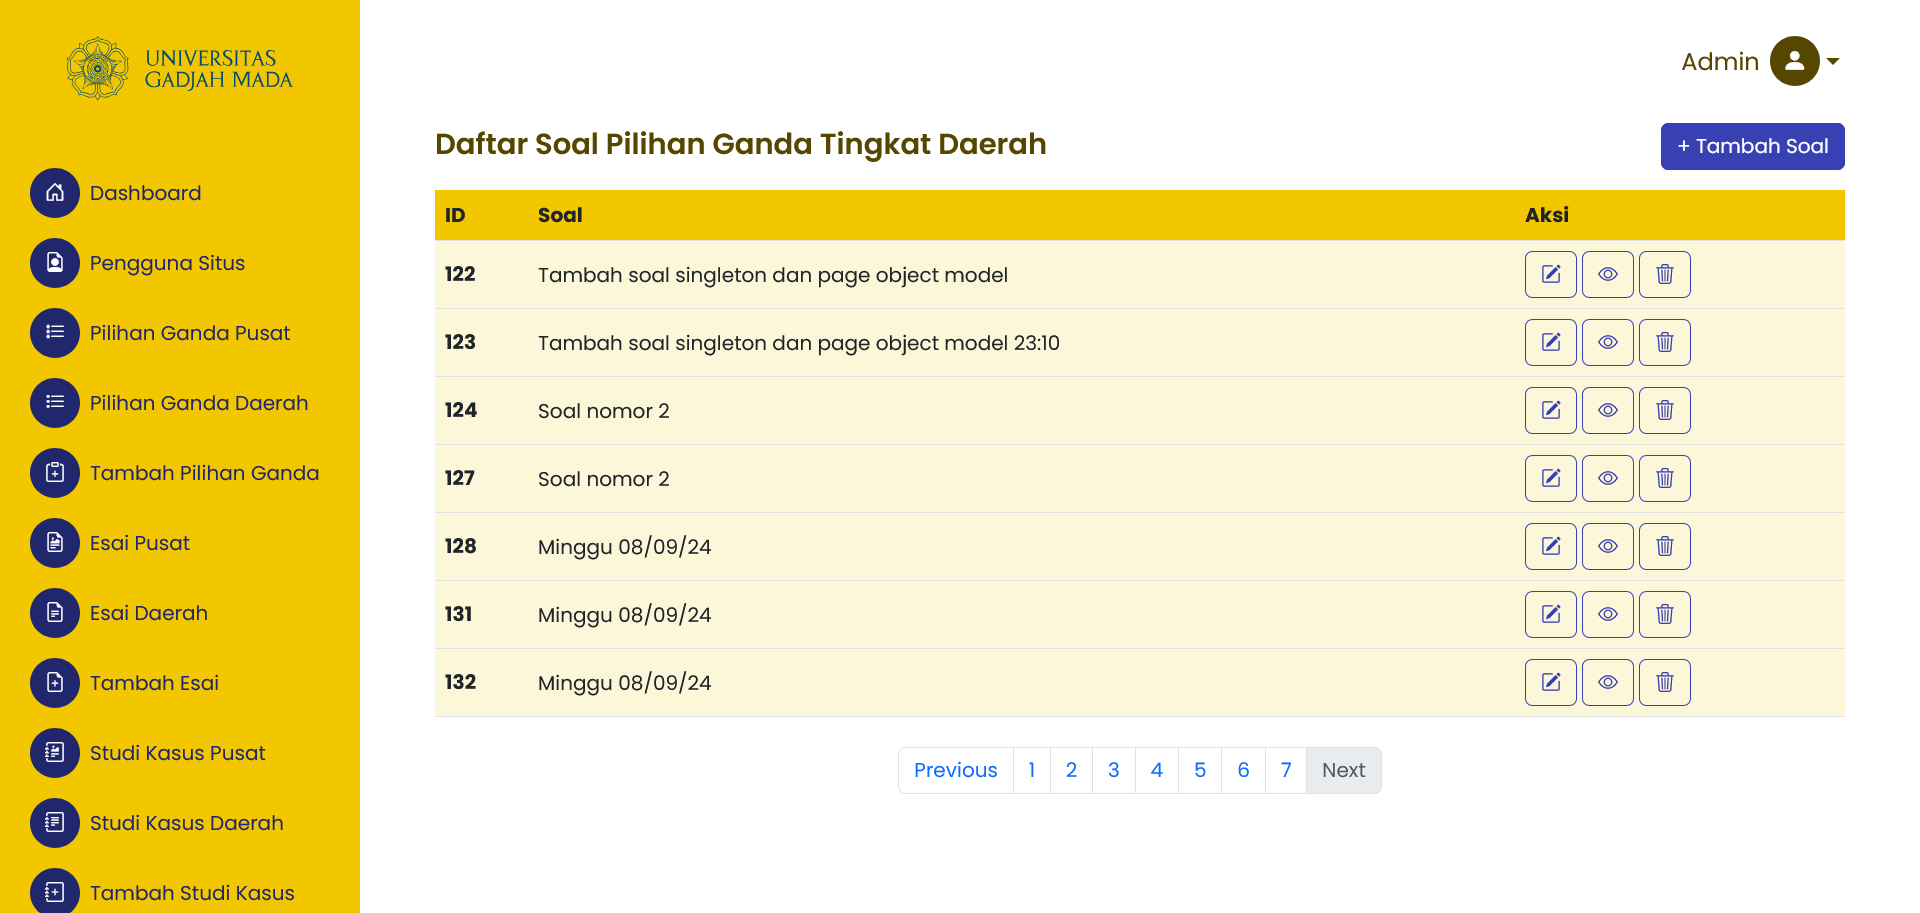 UNIVERSITAS
GADJAH MADA
Admin
Dashboard
Pengguna Situs
Pilihan Ganda Pusat
Pilihan Ganda Daerah
Tambah Pilihan Ganda
Esai Pusat
Esai Daerah
Tambah Esai
Studi Kasus Pusat
Studi Kasus Daerah
Tambah Studi Kasus
Daftar Soal Pilihan Ganda Tingkat Daerah
+ Tambah Soal
ID Soal Aksi
122 Tambah soal singleton dan page object model
123 Tambah soal singleton dan page object model 23:10
124 Soal nomor 2
127 Soal nomor 2
128 Minggu 08/09/24
131 Minggu 08/09/24
132 Minggu 08/09/24
Previous 1 2 3 4 5 6 7 Next